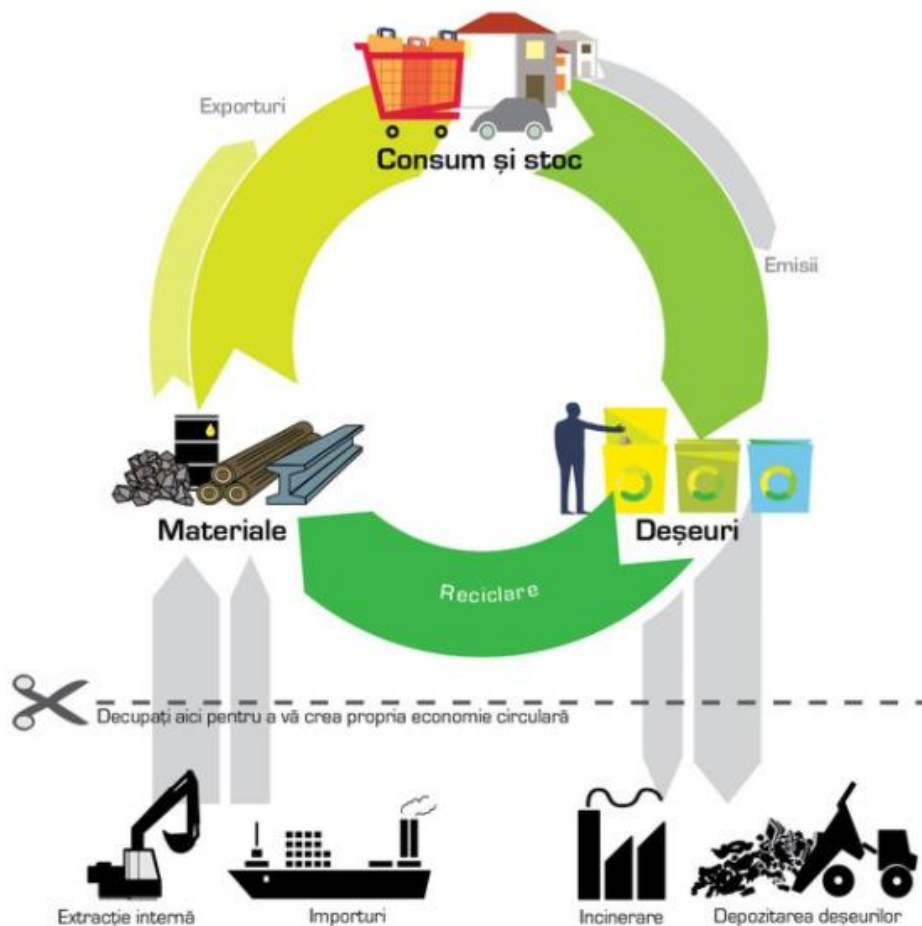 Exporturi
Consum și stoc
Emisii
Materiale
Deșeuri
Reciclare
Decupați aici pentru a vă crea propria economie circulară
Extracție internă
Importuri
Incinerare
Depozitarea deșeurilor